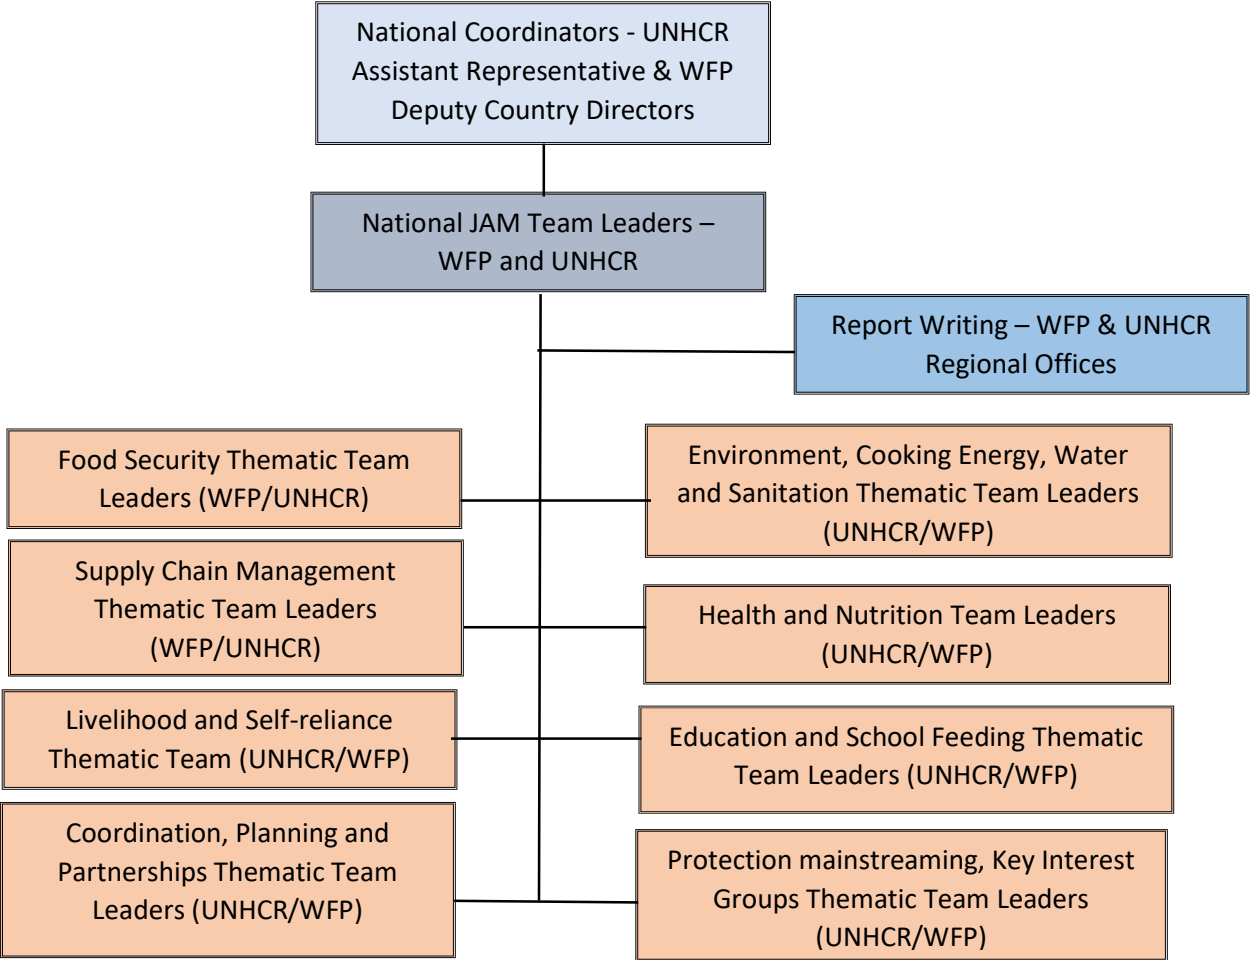 National Coordinators - UNHCR
Assistant Representative & WFP
Deputy Country Directors
National JAM Team Leaders –
WFP and UNHCR
Report Writing – WFP & UNHCR
Regional Offices
Food Security Thematic Team
Leaders (WFP/UNHCR)
Environment, Cooking Energy, Water
and Sanitation Thematic Team Leaders
(UNHCR/WFP)
Supply Chain Management
Thematic Team Leaders
(WFP/UNHCR)
Health and Nutrition Team Leaders
(UNHCR/WFP)
Livelihood and Self-reliance
Thematic Team (UNHCR/WFP)
Education and School Feeding Thematic
Team Leaders (UNHCR/WFP)
Coordination, Planning and
Partnerships Thematic Team
Leaders (UNHCR/WFP)
Protection mainstreaming, Key Interest
Groups Thematic Team Leaders
(UNHCR/WFP)